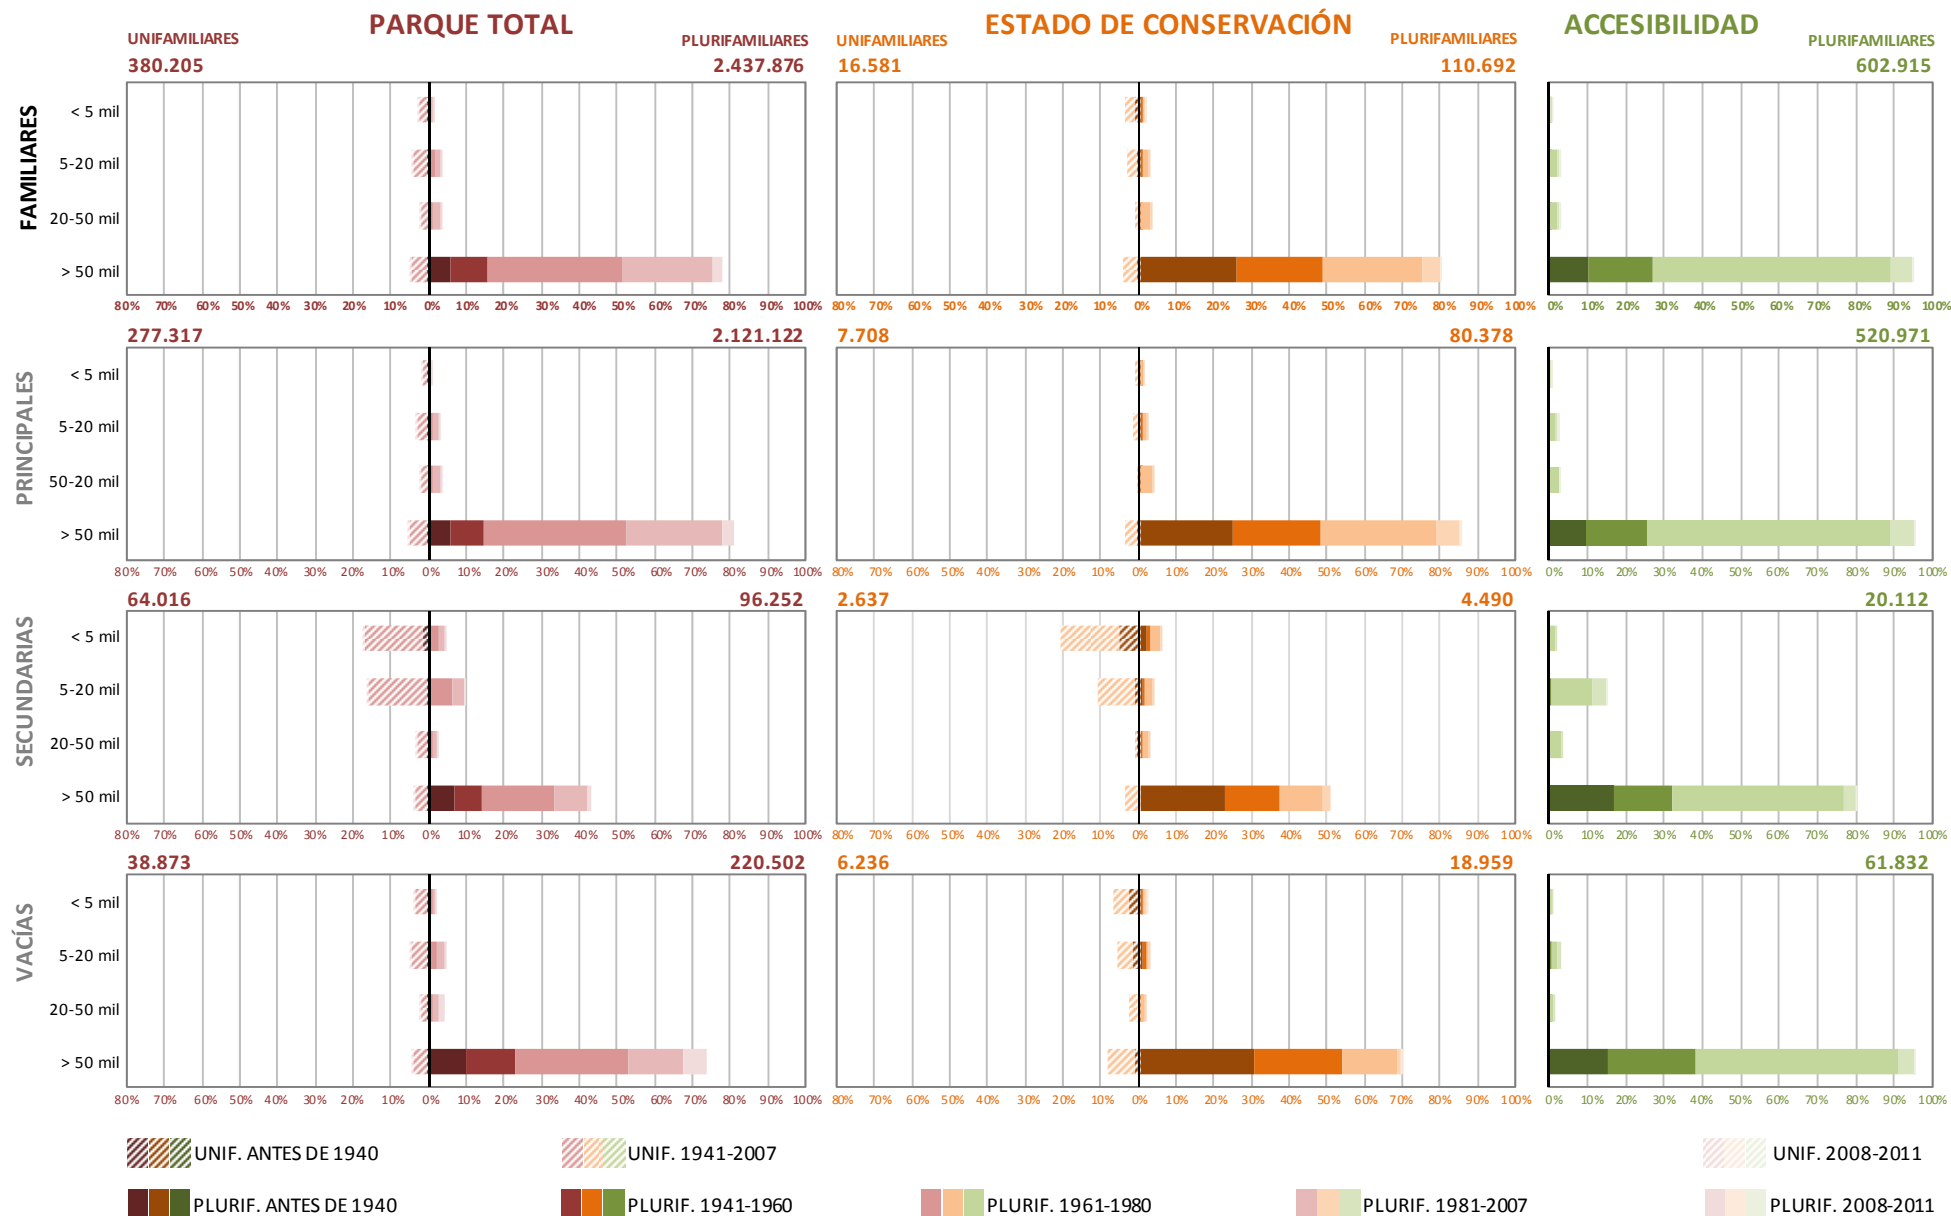 PARQUE TOTAL ESTADO DE CONSERVACIÓN ACCESIBILIDAD
UNIFAMILIARES PLURIFAMILIARES UNIFAMILIARES PLURIFAMILIARES PLURIFAMILIARES
380.205 2.437.876 16.581 110.692 602.915
FAMILIARES
< 5 mil
5-20 mil
20-50 mil
> 50 mil
80% 70% 60% 50% 40% 30% 20% 10% 0% 10% 20% 30% 40% 50% 60% 70% 80% 90% 100% 80% 70% 60% 50% 40% 30% 20% 10% 0% 10% 20% 30% 40% 50% 60% 70% 80% 90% 100% 0% 10% 20% 30% 40% 50% 60% 70% 80% 90% 100%
277.317 2.121.122 7.708 80.378 520.971
PRINCIPALES
< 5 mil
5-20 mil
50-20 mil
> 50 mil
80% 70% 60% 50% 40% 30% 20% 10% 0% 10% 20% 30% 40% 50% 60% 70% 80% 90% 100% 80% 70% 60% 50% 40% 30% 20% 10% 0% 10% 20% 30% 40% 50% 60% 70% 80% 90% 100% 0% 10% 20% 30% 40% 50% 60% 70% 80% 90% 100%
64.016 96.252 2.637 4.490 20.112
SECUNDARIAS
< 5 mil
5-20 mil
20-50 mil
> 50 mil
80% 70% 60% 50% 40% 30% 20% 10% 0% 10% 20% 30% 40% 50% 60% 70% 80% 90% 100% 80% 70% 60% 50% 40% 30% 20% 10% 0% 10% 20% 30% 40% 50% 60% 70% 80% 90% 100% 0% 10% 20% 30% 40% 50% 60% 70% 80% 90% 100%
38.873 220.502 6.236 18.959 61.832
VACÍAS
< 5 mil
5-20 mil
20-50 mil
> 50 mil
80% 70% 60% 50% 40% 30% 20% 10% 0% 10% 20% 30% 40% 50% 60% 70% 80% 90% 100% 80% 70% 60% 50% 40% 30% 20% 10% 0% 10% 20% 30% 40% 50% 60% 70% 80% 90% 100% 0% 10% 20% 30% 40% 50% 60% 70% 80% 90% 100%
UNIF. ANTES DE 1940 UNIF. 1941-2007 UNIF. 2008-2011
PLURIF. ANTES DE 1940 PLURIF. 1941-1960 PLURIF. 1961-1980 PLURIF. 1981-2007 PLURIF. 2008-2011